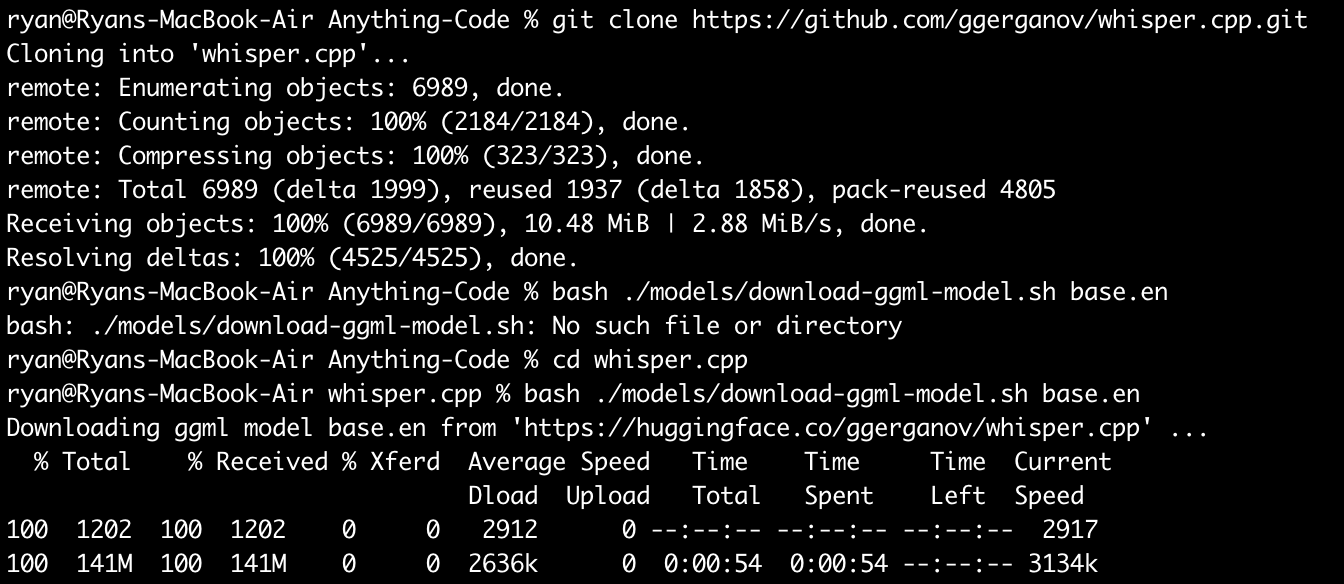 ryan@Ryans-MacBook-Air Anything-Code % git clone https://github.com/ggerganov/whisper.cpp.git
Cloning into 'whisper.cpp'...
remote: Enumerating objects: 6989, done.
remote: Counting objects: 100% (2184/2184), done.
remote: Compressing objects: 100% (323/323), done.
remote: Total 6989 (delta 1999), reused 1937 (delta 1858), pack-reused 4805
Receiving objects: 100% (6989/6989), 10.48 MiB | 2.88 MiB/s, done.
Resolving deltas: 100% (4525/4525), done.
ryan@Ryans-MacBook-Air Anything-Code % bash ./models/download-ggml-model.sh base.en
bash: ./models/download-ggml-model.sh: No such file or directory
ryan@Ryans-MacBook-Air Anything-Code % cd whisper.cpp
ryan@Ryans-MacBook-Air whisper.cpp % bash ./models/download-ggml-model.sh base.en
Downloading ggml model base.en from 'https://huggingface.co/ggerganov/whisper.cpp' ...
  % Total    % Received % Xferd  Average Speed   Time    Time     Time  Current
                                 Dload  Upload   Total   Spent    Left  Speed
100  1202  100  1202    0     0   2912      0 --:--:-- --:--:-- --:--:--  2917
100  141M  100  141M    0     0  2636k      0  0:00:54  0:00:54 --:--:-- 3134k